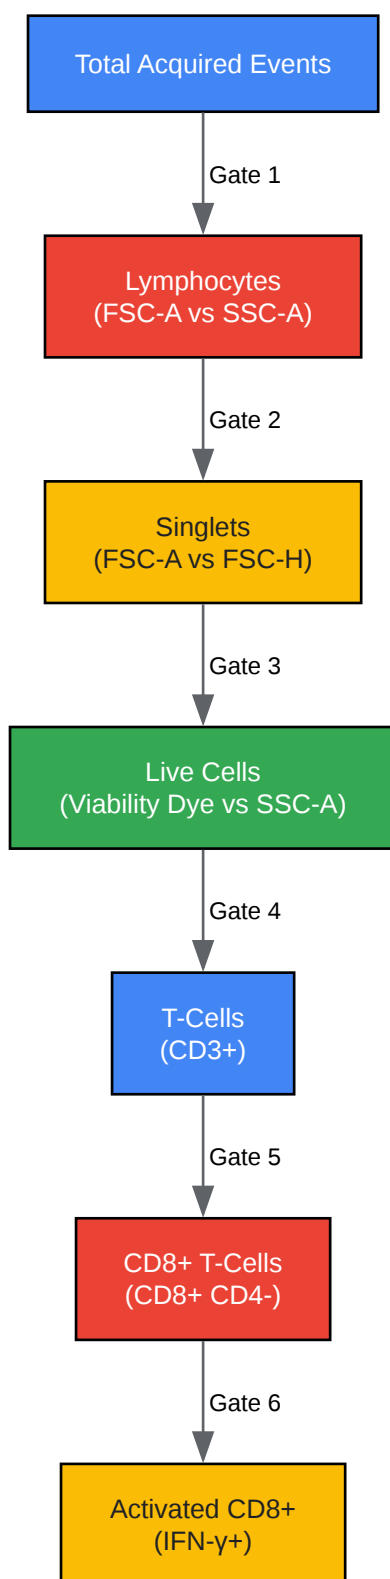 Total Acquired Events
Gate 1
Lymphocytes
(FSC-A vs SSC-A)
Gate 2
Singlets
(FSC-A vs FSC-H)
Gate 3
Live Cells
(Viability Dye vs SSC-A)
Gate 4
T-Cells
(CD3+)
Gate 5
CD8+ T-Cells
(CD8+ CD4-)
Gate 6
Activated CD8+
(IFN-γ+)